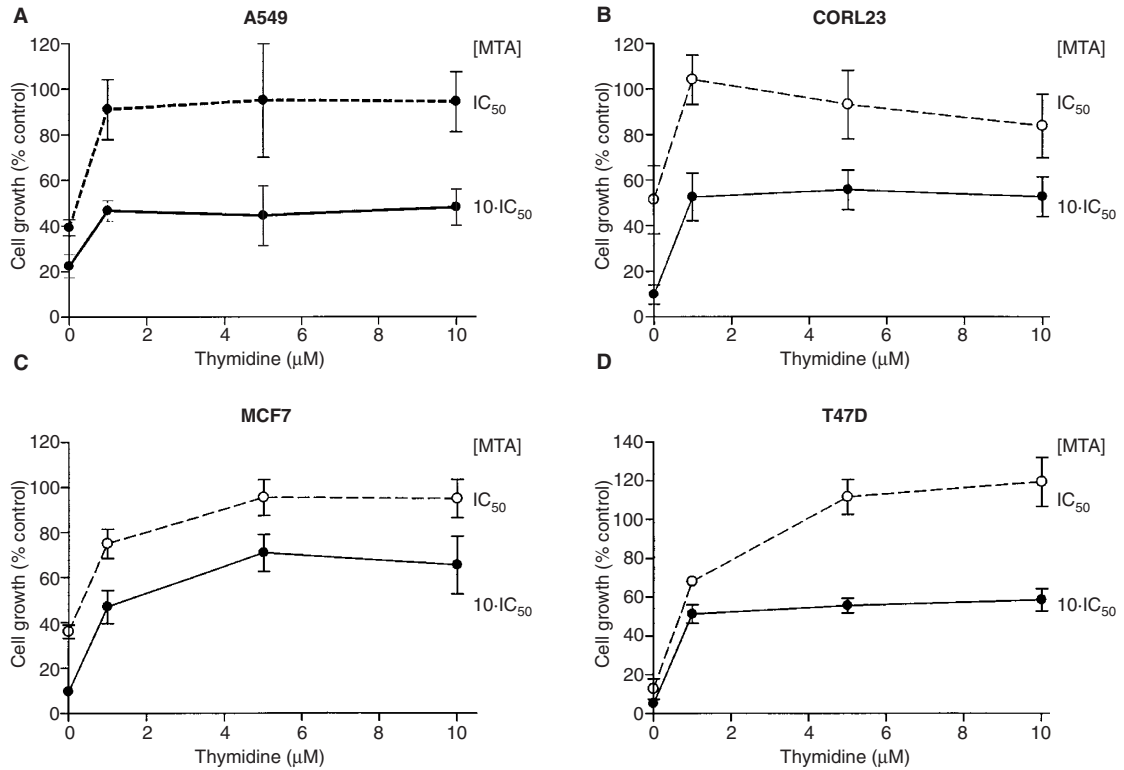 A
A549
120
100
80
60
40
20
0
Cell growth (% control)
[MTA]
IC50
10·IC50
0 2 4 6 8 10
Thymidine (μM)
B
CORL23
120
100
80
60
40
20
0
Cell growth (% control)
[MTA]
IC50
10·IC50
0 2 4 6 8 10
Thymidine (μM)
C
MCF7
120
100
80
60
40
20
0
Cell growth (% control)
[MTA]
IC50
10·IC50
0 2 4 6 8 10
Thymidine (μM)
D
T47D
140
120
100
80
60
40
20
0
Cell growth (% control)
[MTA]
IC50
10·IC50
0 2 4 6 8 10
Thymidine (μM)